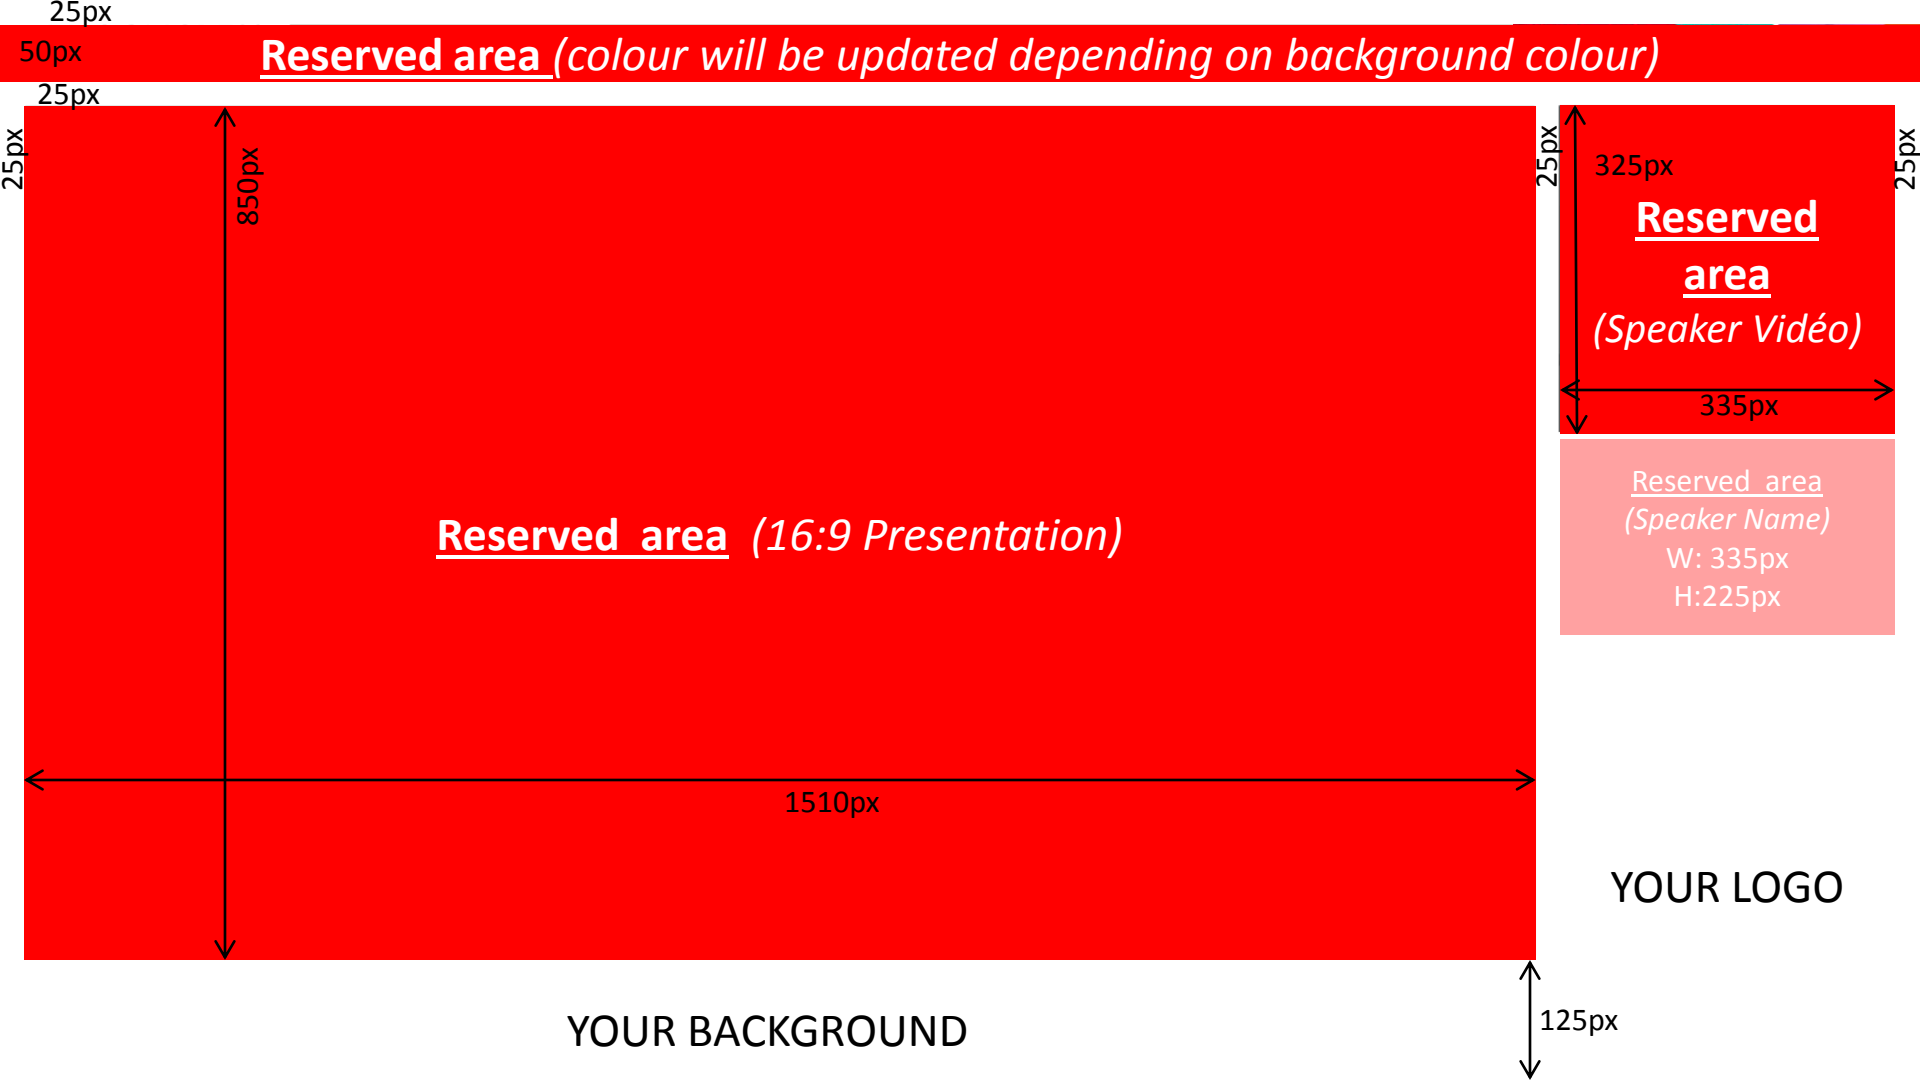 25px
50px
Reserved area (colour will be updated depending on background colour)
25px
25px
850px
25px
325px
25px
Reserved
area
(Speaker Vidéo)
335px
Reserved area
(Speaker Name)
W: 335px
H:225px
Reserved area (16:9 Presentation)
1510px
YOUR LOGO
125px
YOUR BACKGROUND